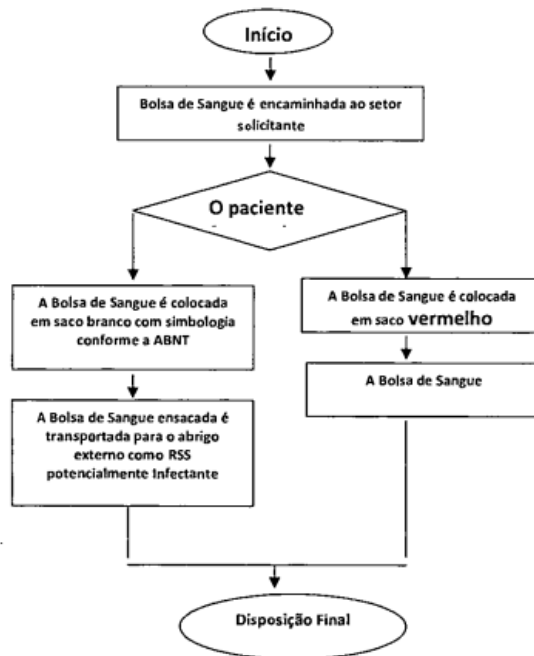 Início
Bolsa de Sangue é encaminhada ao setor
solicitante
O paciente
A Bolsa de Sangue é colocada
em saco branco com simbologia
conforme a ABNT
A Bolsa de Sangue é colocada
em saco vermelho
A Bolsa de Sangue ensacada é
transportada para o abrigo
externo como RSS
potencialmente Infectante
A Bolsa de Sangue
Disposição Final